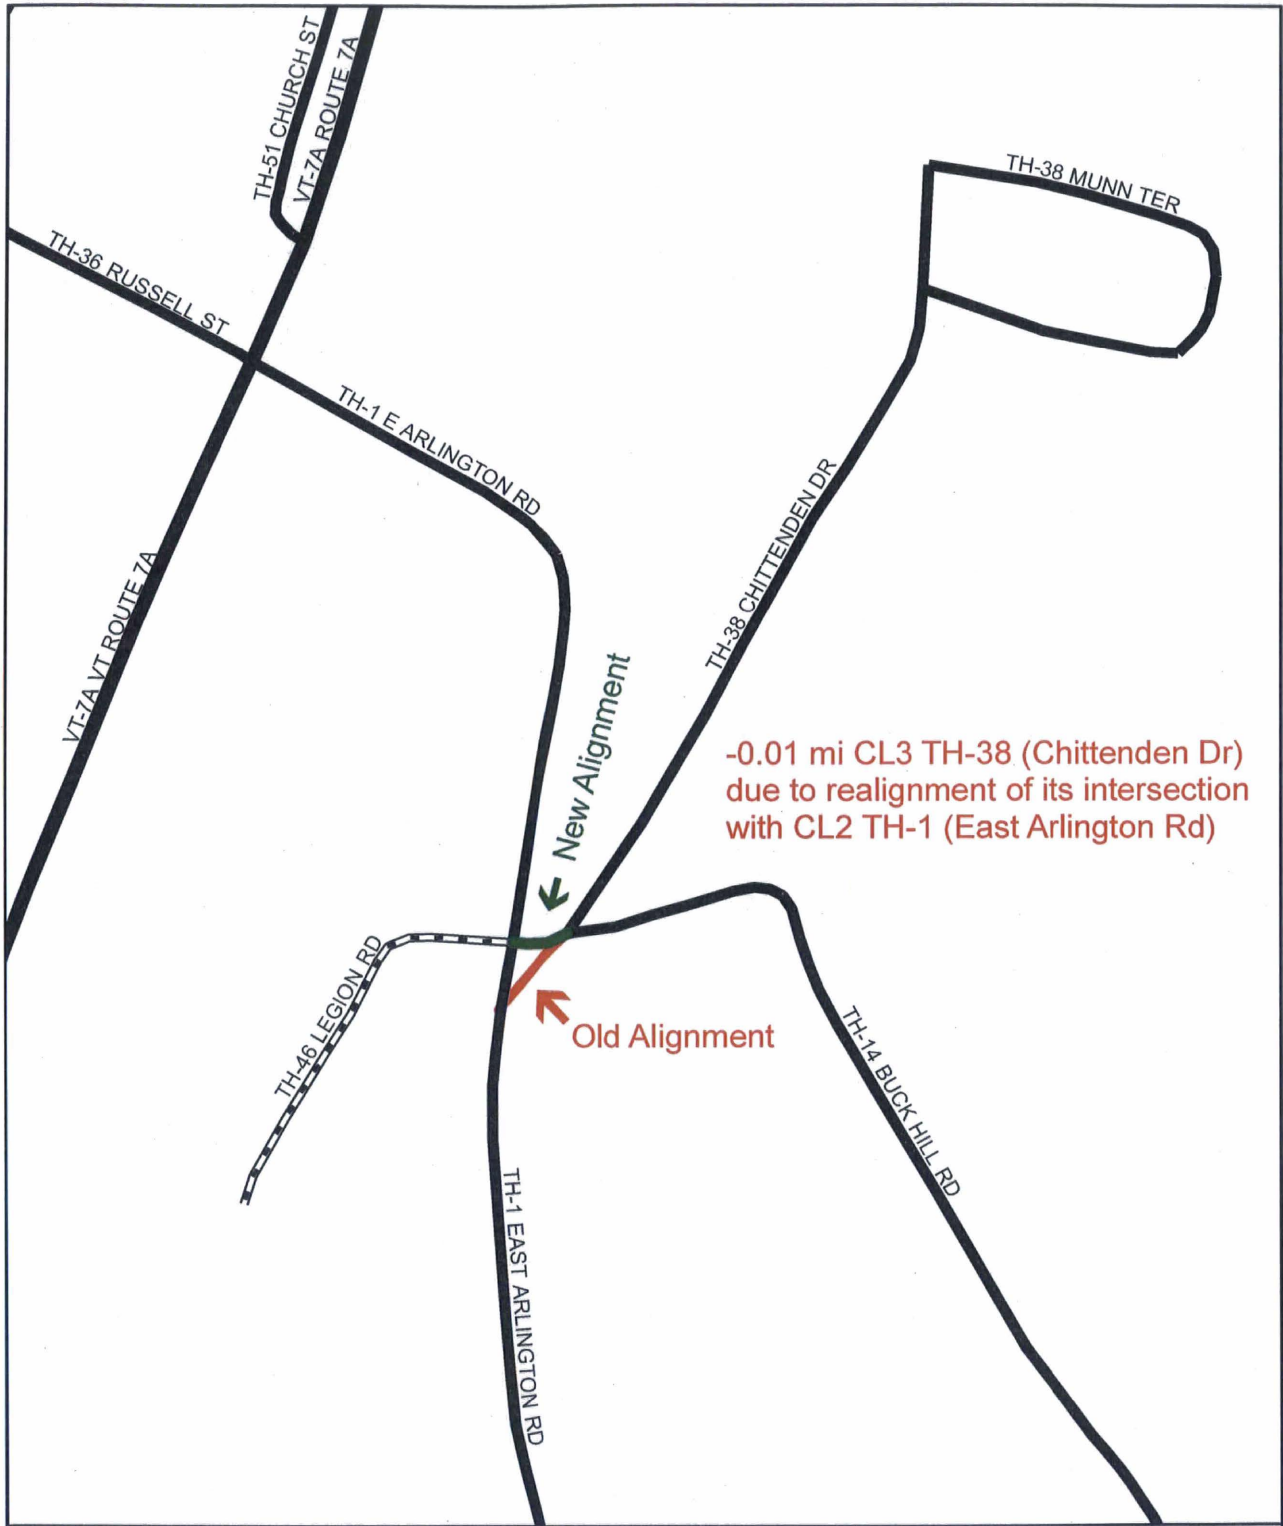 TH-51 CHURCH ST
VT-7A ROUTE 7A
TH-38 MUNN TER
TH-36 RUSSELL ST
TH-1 E ARLINGTON RD
TH-38 CHITTENDEN DR
VT-7A VT ROUTE 7A
New Alignment
-0.01 mi CL3 TH-38 (Chittenden Dr)
due to realignment of its intersection
with CL2 TH-1 (East Arlington Rd)
TH-46 LEGION RD
Old Alignment
TH-14 BUCK HILL RD
TH-1 EAST ARLINGTON RD